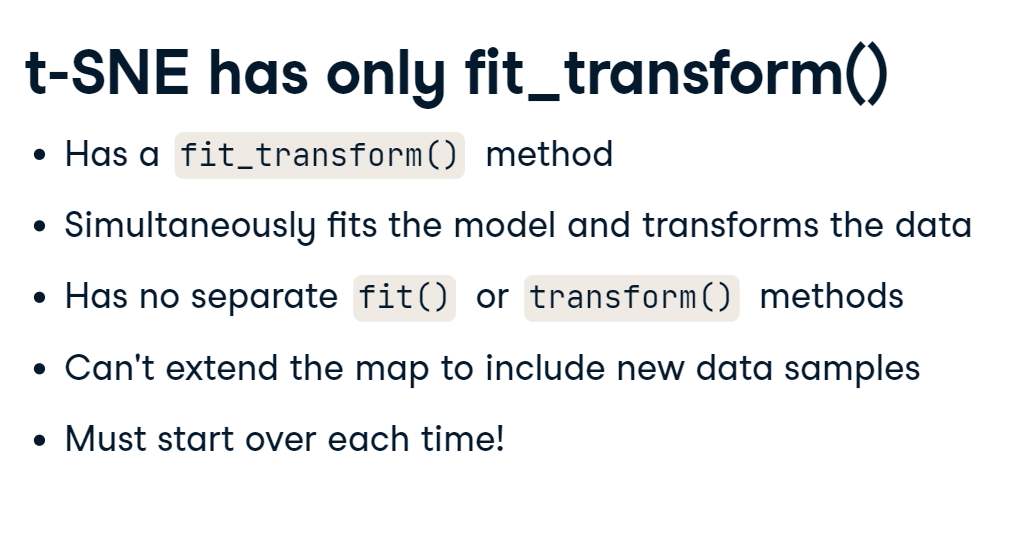 t-SNE has only fit_transform()
• Has a fit_transform() method
• Simultaneously fits the model and transforms the data
• Has no separate fit() or transform() methods
• Can't extend the map to include new data samples
• Must start over each time!